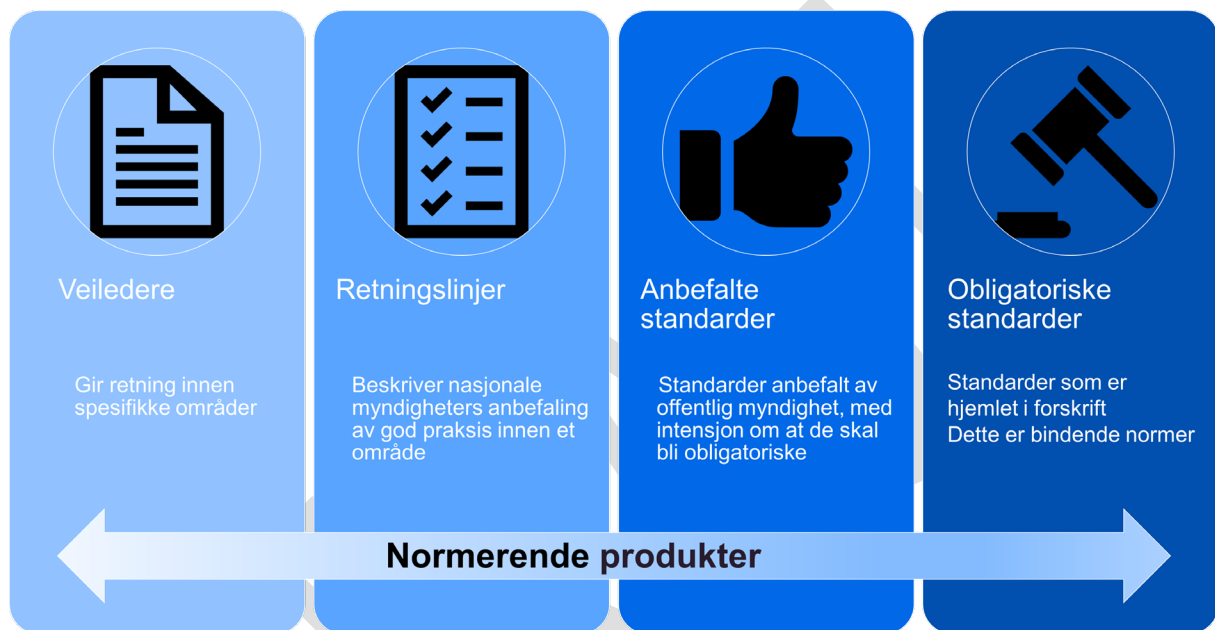 Veiledere
Gir retning innen
spesifikke områder
Retningslinjer
Beskriver nasjonale
myndigheters anbefaling
av god praksis innen et
område
Anbefalte
standarder
Standarder anbefalt av
offentlig myndighet, med
intensjon om at de skal
bli obligatoriske
Obligatoriske
standarder
Standarder som er
hjemlet i forskrift
Dette er bindende normer
Normerende produkter